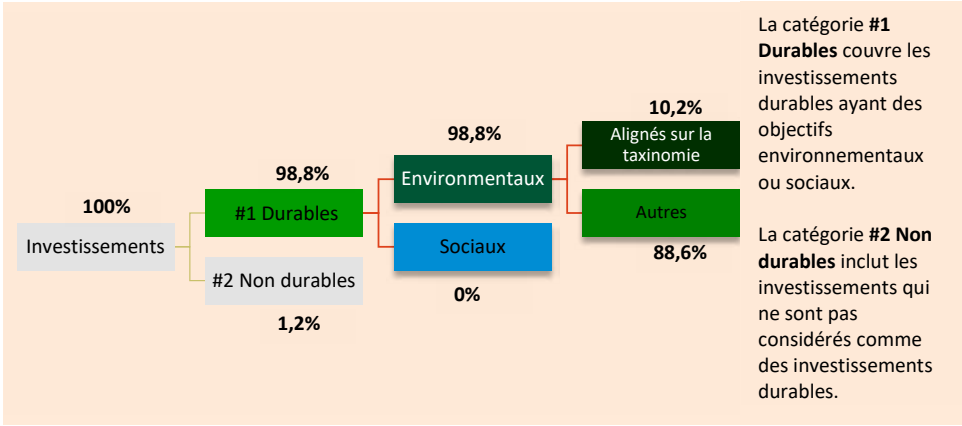 100%
Investissements
98,8%
#1 Durables
#2 Non durables
1,2%
98,8%
Environmentaux
Sociaux
0%
10,2%
Alignés sur la
taxinomie
Autres
88,6%
La catégorie #1
Durables couvre les
investissements
durables ayant des
objectifs
environnementaux
ou sociaux.
La catégorie #2 Non
durables inclut les
investissements qui
ne sont pas
considérés comme
des investissements
durables.